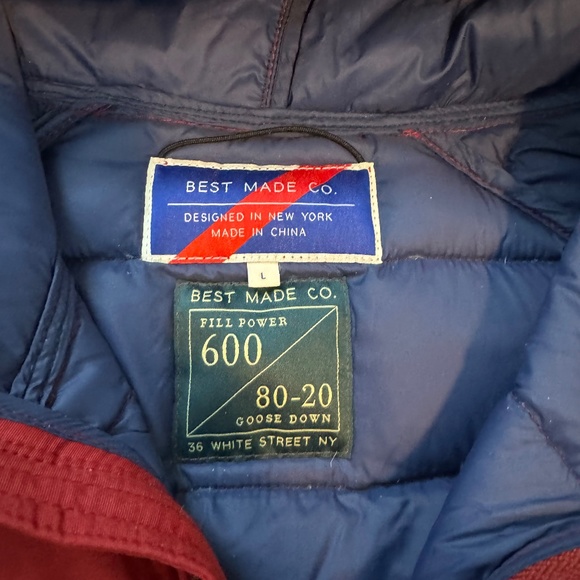 BEST MADE CO.
DESIGNED IN NEW YORK
MADE IN CHINA
L
BEST MADE CO.
FILL POWER
600
80-20
GOOSE DOWN
36 WHITE STREET NY